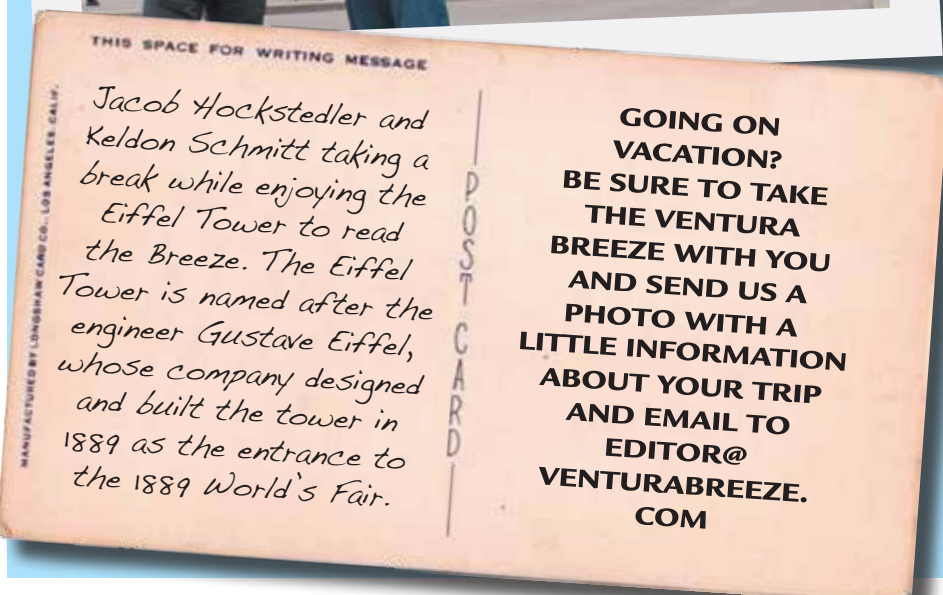 THIS SPACE FOR WRITING MESSAGE
MANUFACTURED BY LONGSHAW CARD CO., LOS ANGELES, CALIF.
Jacob Hockstedler and
Keldon Schmitt taking a
break while enjoying the
Eiffel Tower to read
the Breeze. The Eiffel
Tower is named after the
engineer Gustave Eiffel,
whose company designed
and built the tower in
1889 as the entrance to
the 1889 World's Fair.
POST CARD
GOING ON
VACATION?
BE SURE TO TAKE
THE VENTURA
BREEZE WITH YOU
AND SEND US A
PHOTO WITH A
LITTLE INFORMATION
ABOUT YOUR TRIP
AND EMAIL TO
EDITOR@
VENTURABREEZE.
COM